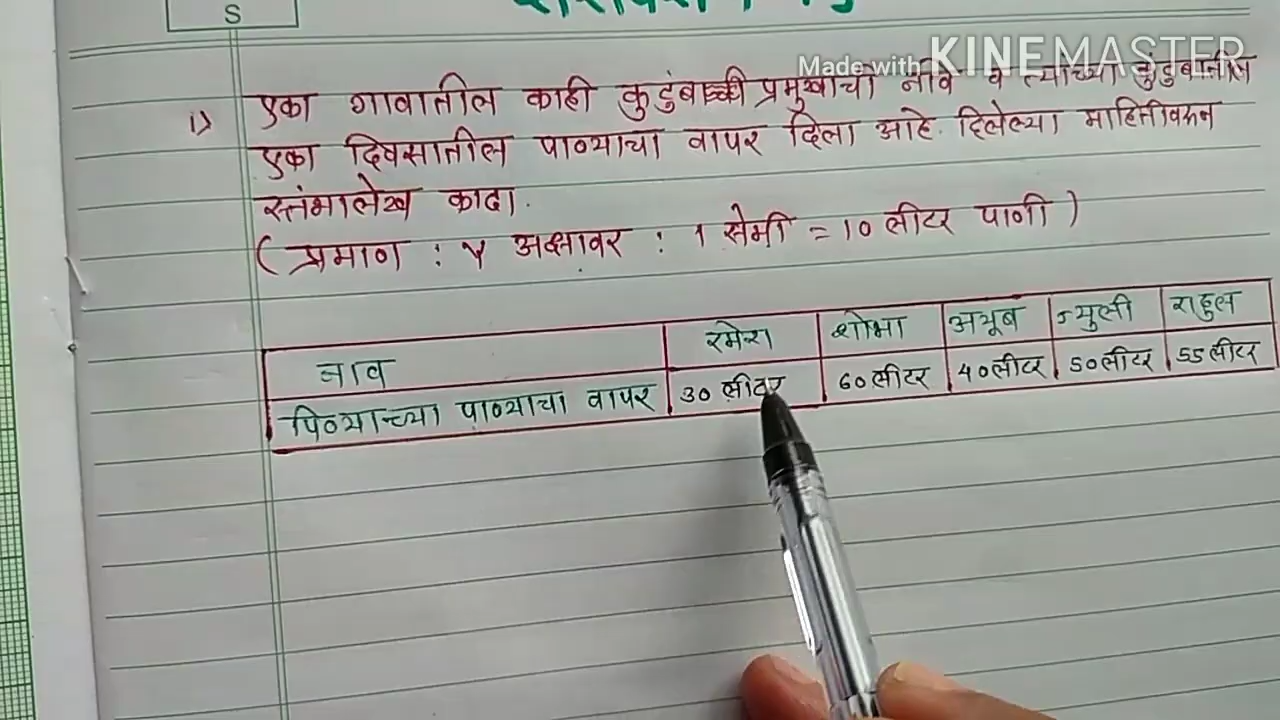 S
Made with KINEMASTER
1) एका गावातील काही कुटुंबाची प्रमुखाची नावे व त्यांच्या कुटुंबातील
एका दिवसातील पाण्याचा वापर दिला आहे. दिलेल्या माहितीवरून
स्तंभालेख काढा.
( प्रमाण : Y अक्षावर : 1 सेमी = 10 लीटर पाणी )
नाव रमेश शोभा अयूब ज्युली राहुल
पिण्याच्या पाण्याचा वापर 30 लीटर 60 लीटर 40 लीटर 50 लीटर 55 लीटर